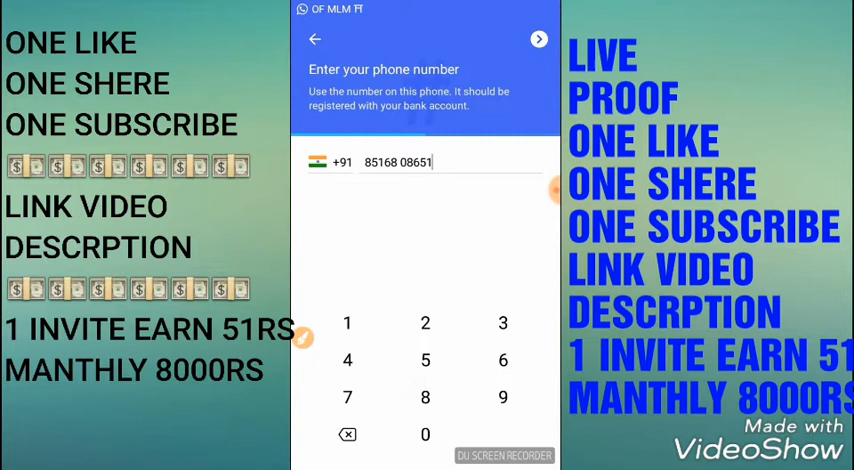 ONE LIKE
ONE SHERE
ONE SUBSCRIBE
LINK VIDEO
DESCRPTION
1 INVITE EARN 51RS
MANTHLY 8000RS
OF MLM
Enter your phone number
Use the number on this phone. It should be
registered with your bank account.
+91 85168 08651
1 2 3
4 5 6
7 8 9
0
DU SCREEN RECORDER
LIVE
PROOF
ONE LIKE
ONE SHERE
ONE SUBSCRIBE
LINK VIDEO
DESCRPTION
1 INVITE EARN 51
MANTHLY 8000RS
Made with
VideoShow